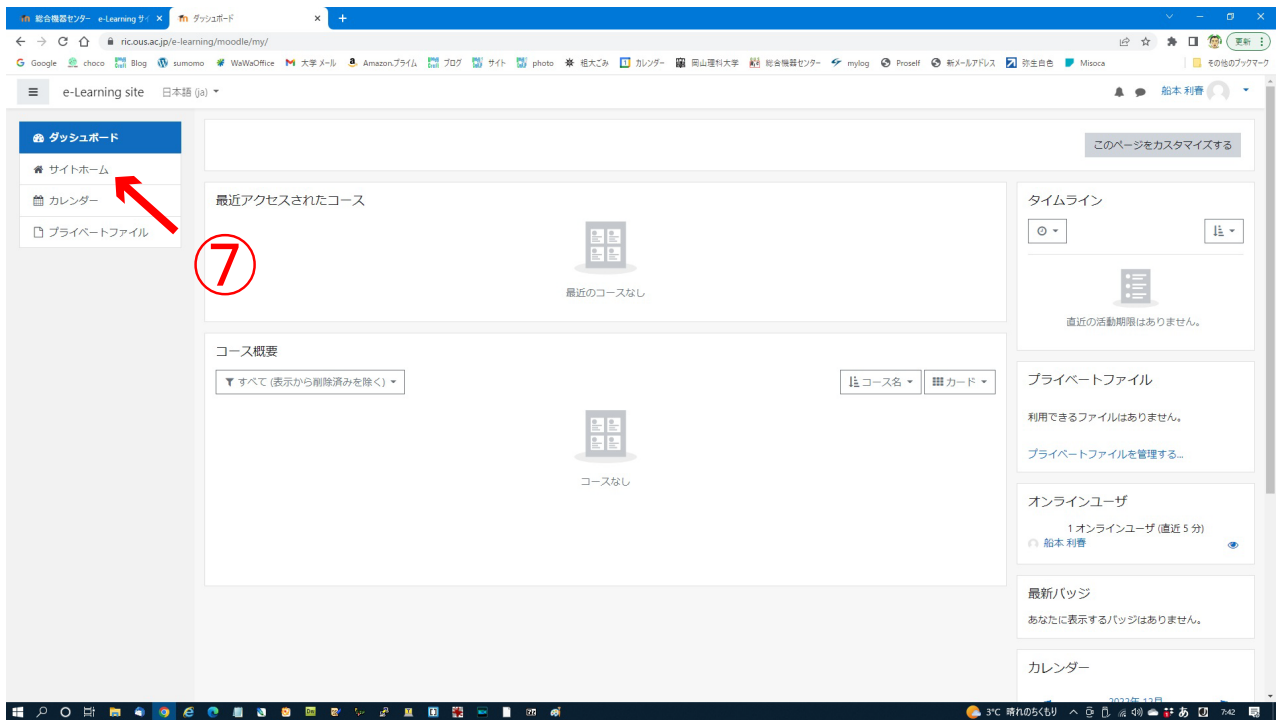 総合機器センター e-Learning サイ
ダッシュボード
ric.ous.ac.jp/e-learning/moodle/my/
更新
Google choco Blog sumomo WaWaOffice 大学メール Amazonプライム ブログ サイト photo 粗大ごみ カレンダー 岡山理科大学 総合機器センター mylog Proself 新メールアドレス 弥生白色 Misoca その他のブックマーク
e-Learning site 日本語 (ja)
船本 利春
ダッシュボード
サイトホーム
カレンダー
プライベートファイル
⑦
このページをカスタマイズする
最近アクセスされたコース
最近のコースなし
コース概要
すべて (表示から削除済みを除く)
コース名
カード
コースなし
タイムライン
直近の活動期限はありません。
プライベートファイル
利用できるファイルはありません。
プライベートファイルを管理する...
オンラインユーザ
1 オンラインユーザ (直近 5 分)
船本 利春
最新バッジ
あなたに表示するバッジはありません。
カレンダー
2022年 12月
3°C 晴れのち くもり
あ
7:42